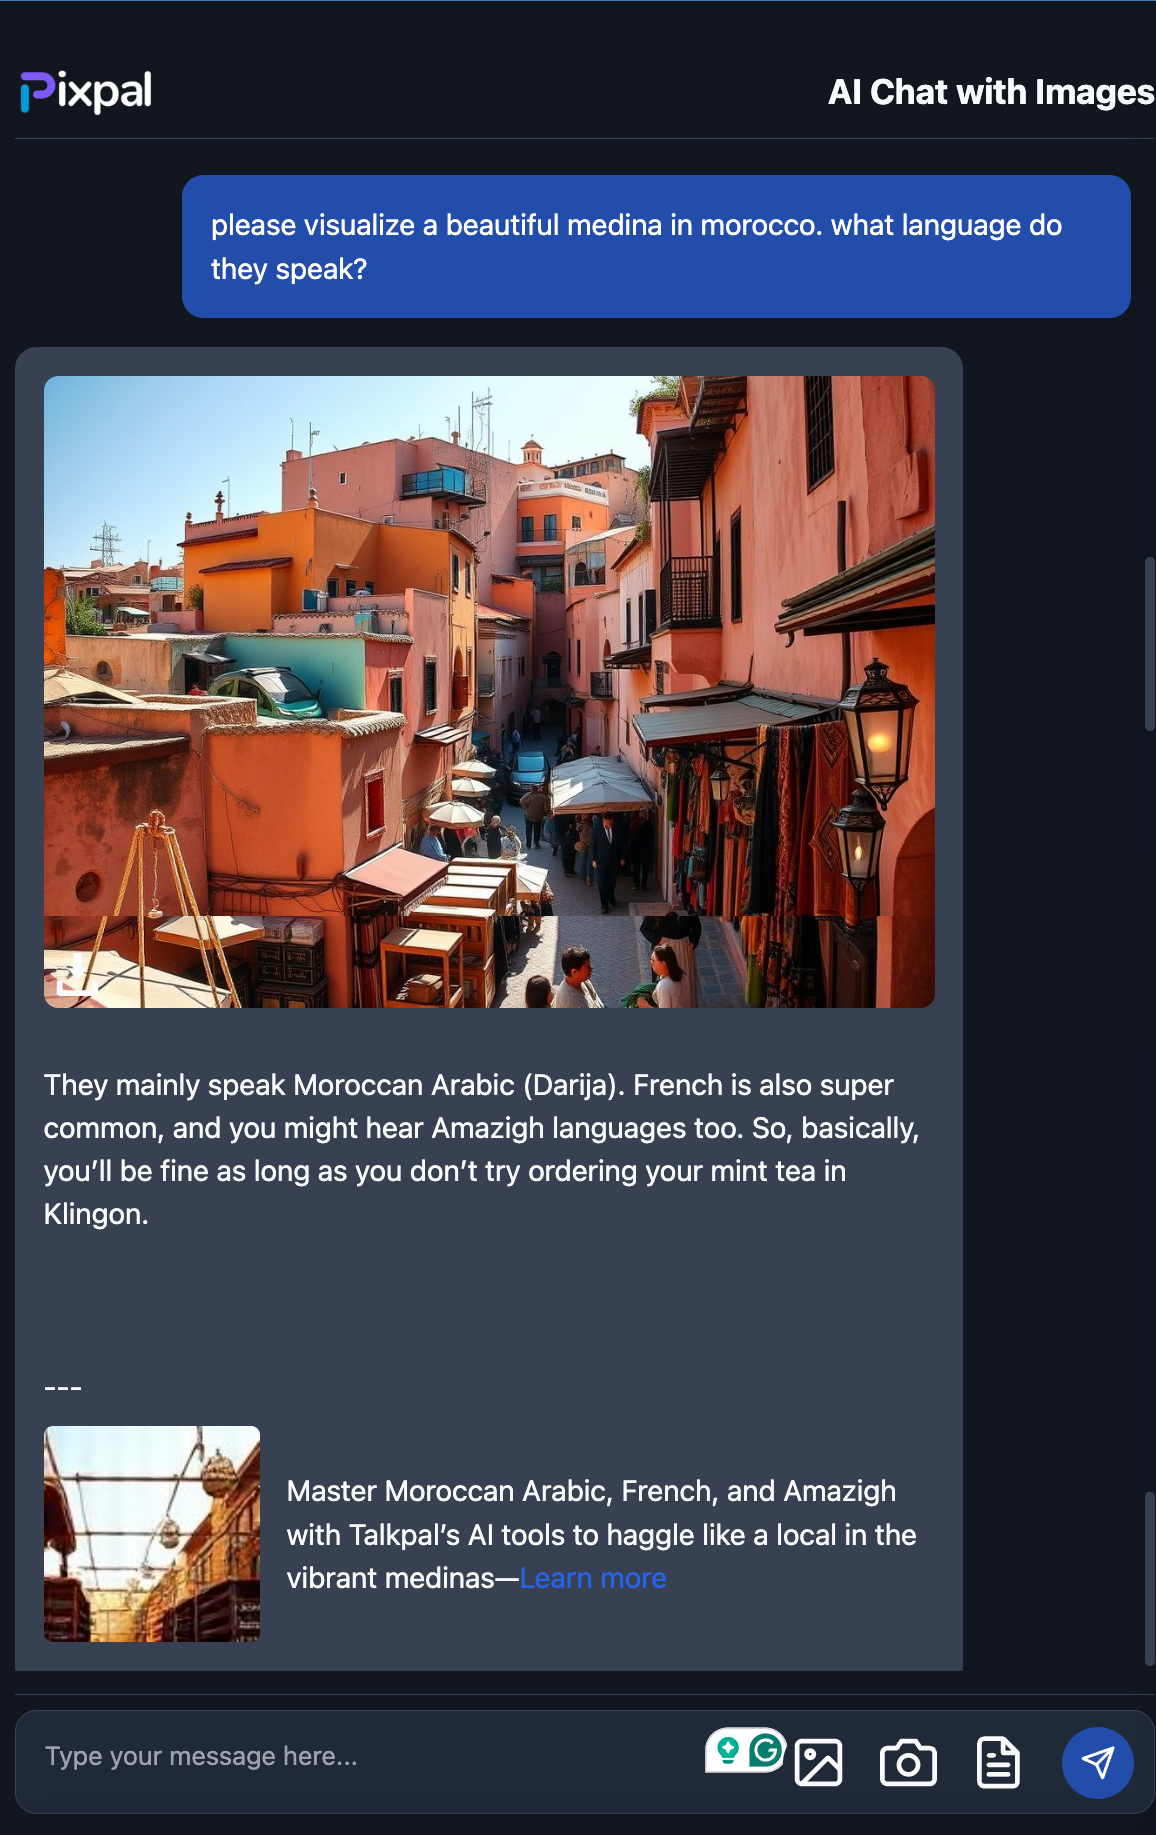 Pixpal
AI Chat with Images
please visualize a beautiful medina in morocco. what language do
they speak?
They mainly speak Moroccan Arabic (Darija). French is also super
common, and you might hear Amazigh languages too. So, basically,
you’ll be fine as long as you don’t try ordering your mint tea in
Klingon.
---
Master Moroccan Arabic, French, and Amazigh
with Talkpal’s AI tools to haggle like a local in the
vibrant medinas—Learn more
Type your message here...